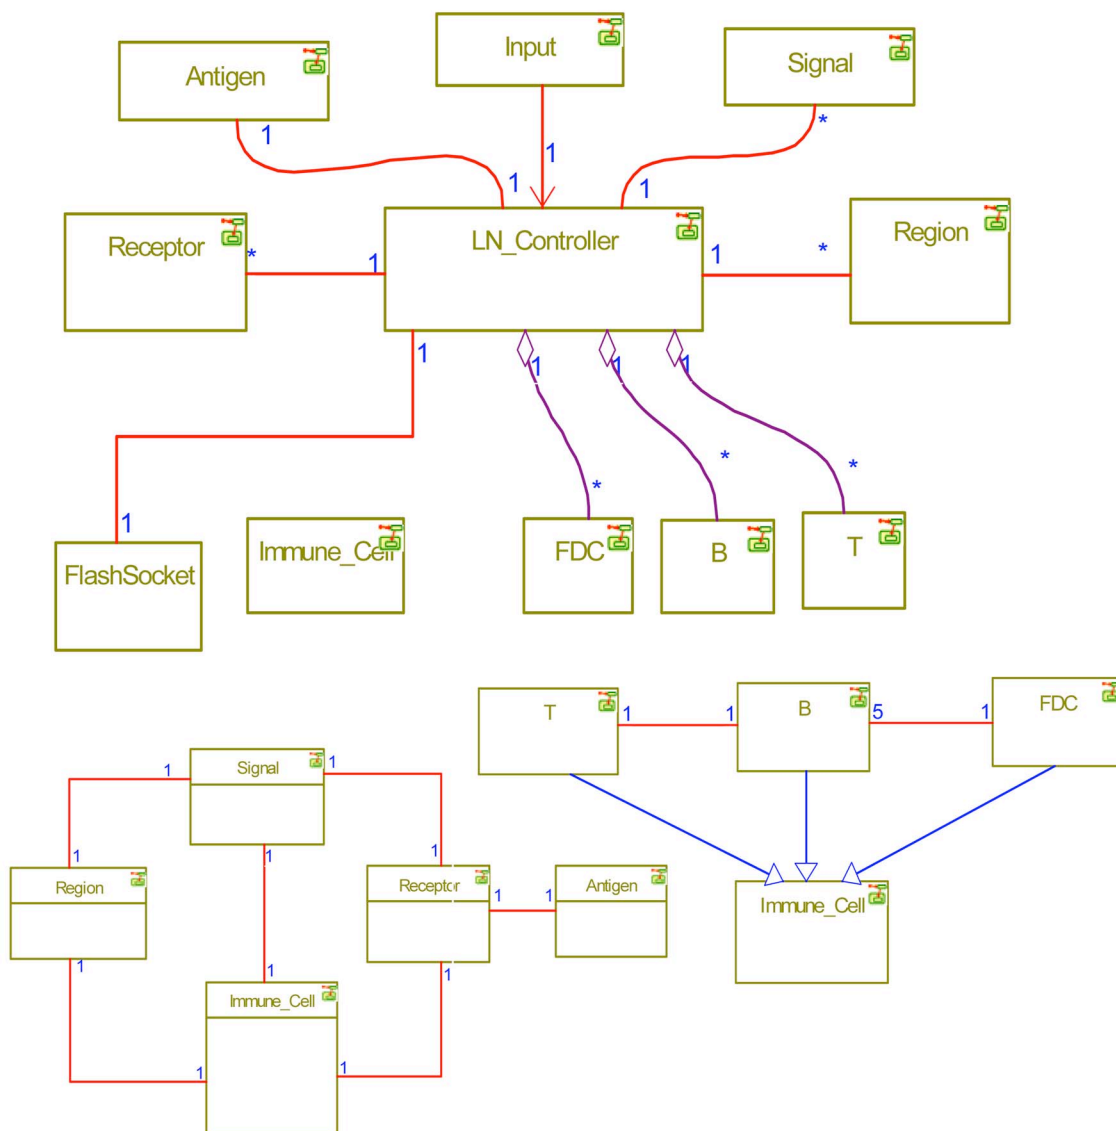 Input
Signal
Antigen
1
*
1
1
1
LN_Controller
Region
Receptor
*
1
1
*
1
1
1
1
*
*
*
1
Immune_Cell
FDC
B
T
FlashSocket
T
1
1
B
5
1
FDC
Immune_Cell
1
Signal
1
1
1
1
Region
Receptor
1
1
Antigen
1
1
1
Immune_Cell
1
1